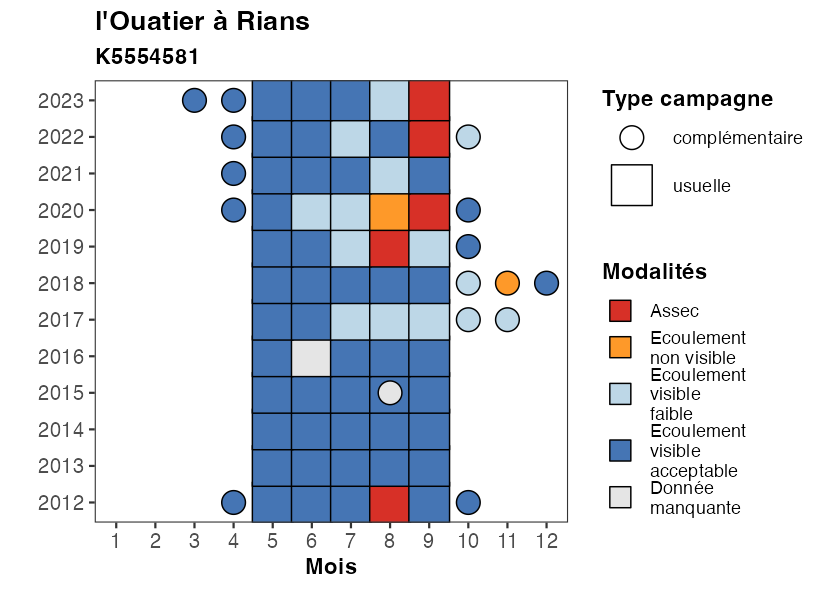 l'Ouatier à Rians
K5554581
2023
2022
2021
2020
2019
2018
2017
2016
2015
2014
2013
2012
1 2 3 4 5 6 7 8 9 10 11 12
Mois
Type campagne
complémentaire
usuelle
Modalités
Assec
Ecoulement
non visible
Ecoulement
visible
faible
Ecoulement
visible
acceptable
Donnée
manquante